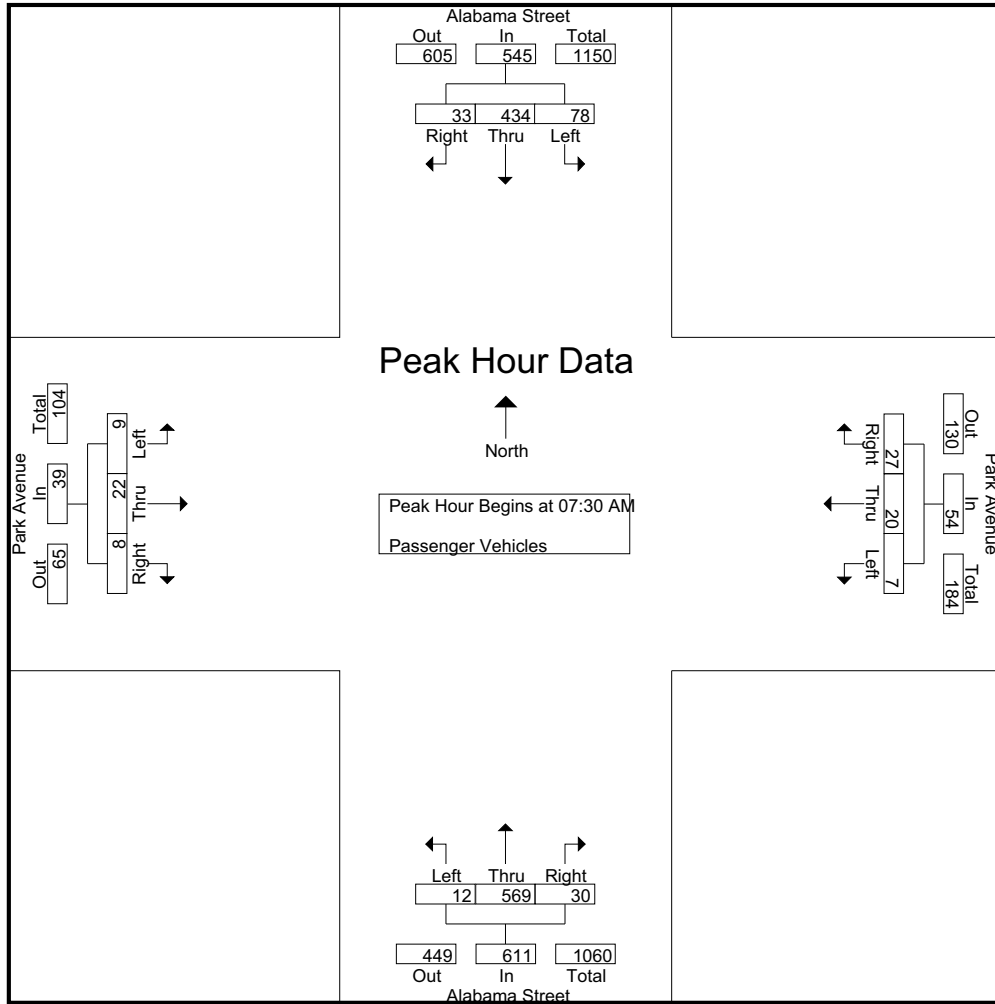 Alabama Street
Out In Total
605 545 1150
33 434 78
Right Thru Left
Peak Hour Data
North
Peak Hour Begins at 07:30 AM
Passenger Vehicles
Park Avenue
Out In Total
65 39 104
8 22 9
Right Thru Left
Park Avenue
Out In Total
130 54 184
27 20 7
Right Thru Left
Left Thru Right
12 569 30
449 611 1060
Out In Total
Alabama Street